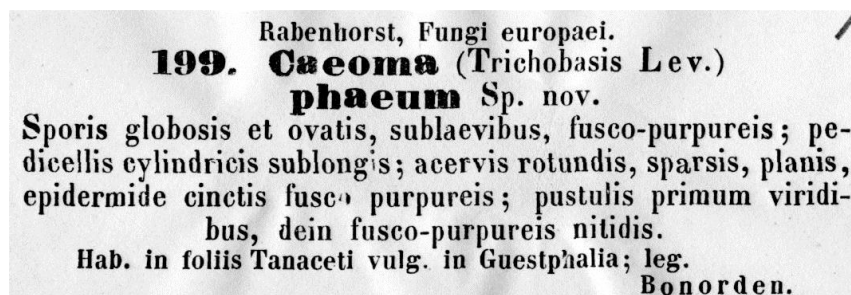 Rabenhorst, Fungi europaei.
199. Caeoma (Trichobasis Lev.)
phaeum Sp. nov.
Sporis globosis et ovatis, sublaevibus, fusco-purpureis; pe-
dicellis cylindricis sublongis; acervis rotundis, sparsis, planis,
epidermide cinctis fusco purpureis; pustulis primum viridi-
bus, dein fusco-purpureis nitidis.
Hab. in foliis Tanaceti vulg. in Guestphalia; leg.
Bonorden.